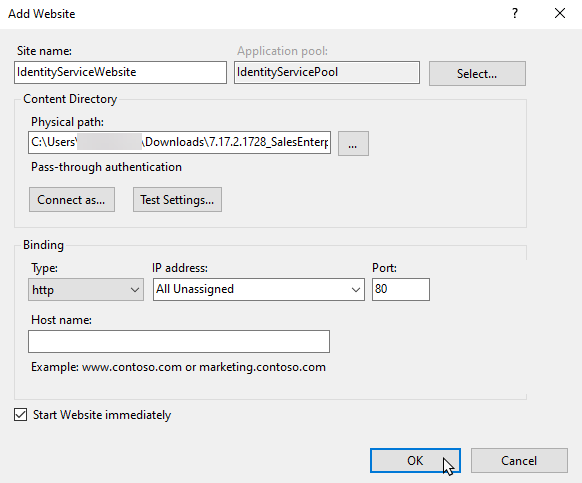 Add Website
? ×
Site name: Application pool:
IdentityServiceWebsite IdentityServicePool Select...
Content Directory
Physical path:
C:\Users\ \Downloads\7.17.2.1728_SalesEnterp ...
Pass-through authentication
Connect as... Test Settings...
Binding
Type: IP address: Port:
http All Unassigned 80
Host name:
Example: www.contoso.com or marketing.contoso.com
Start Website immediately
OK Cancel